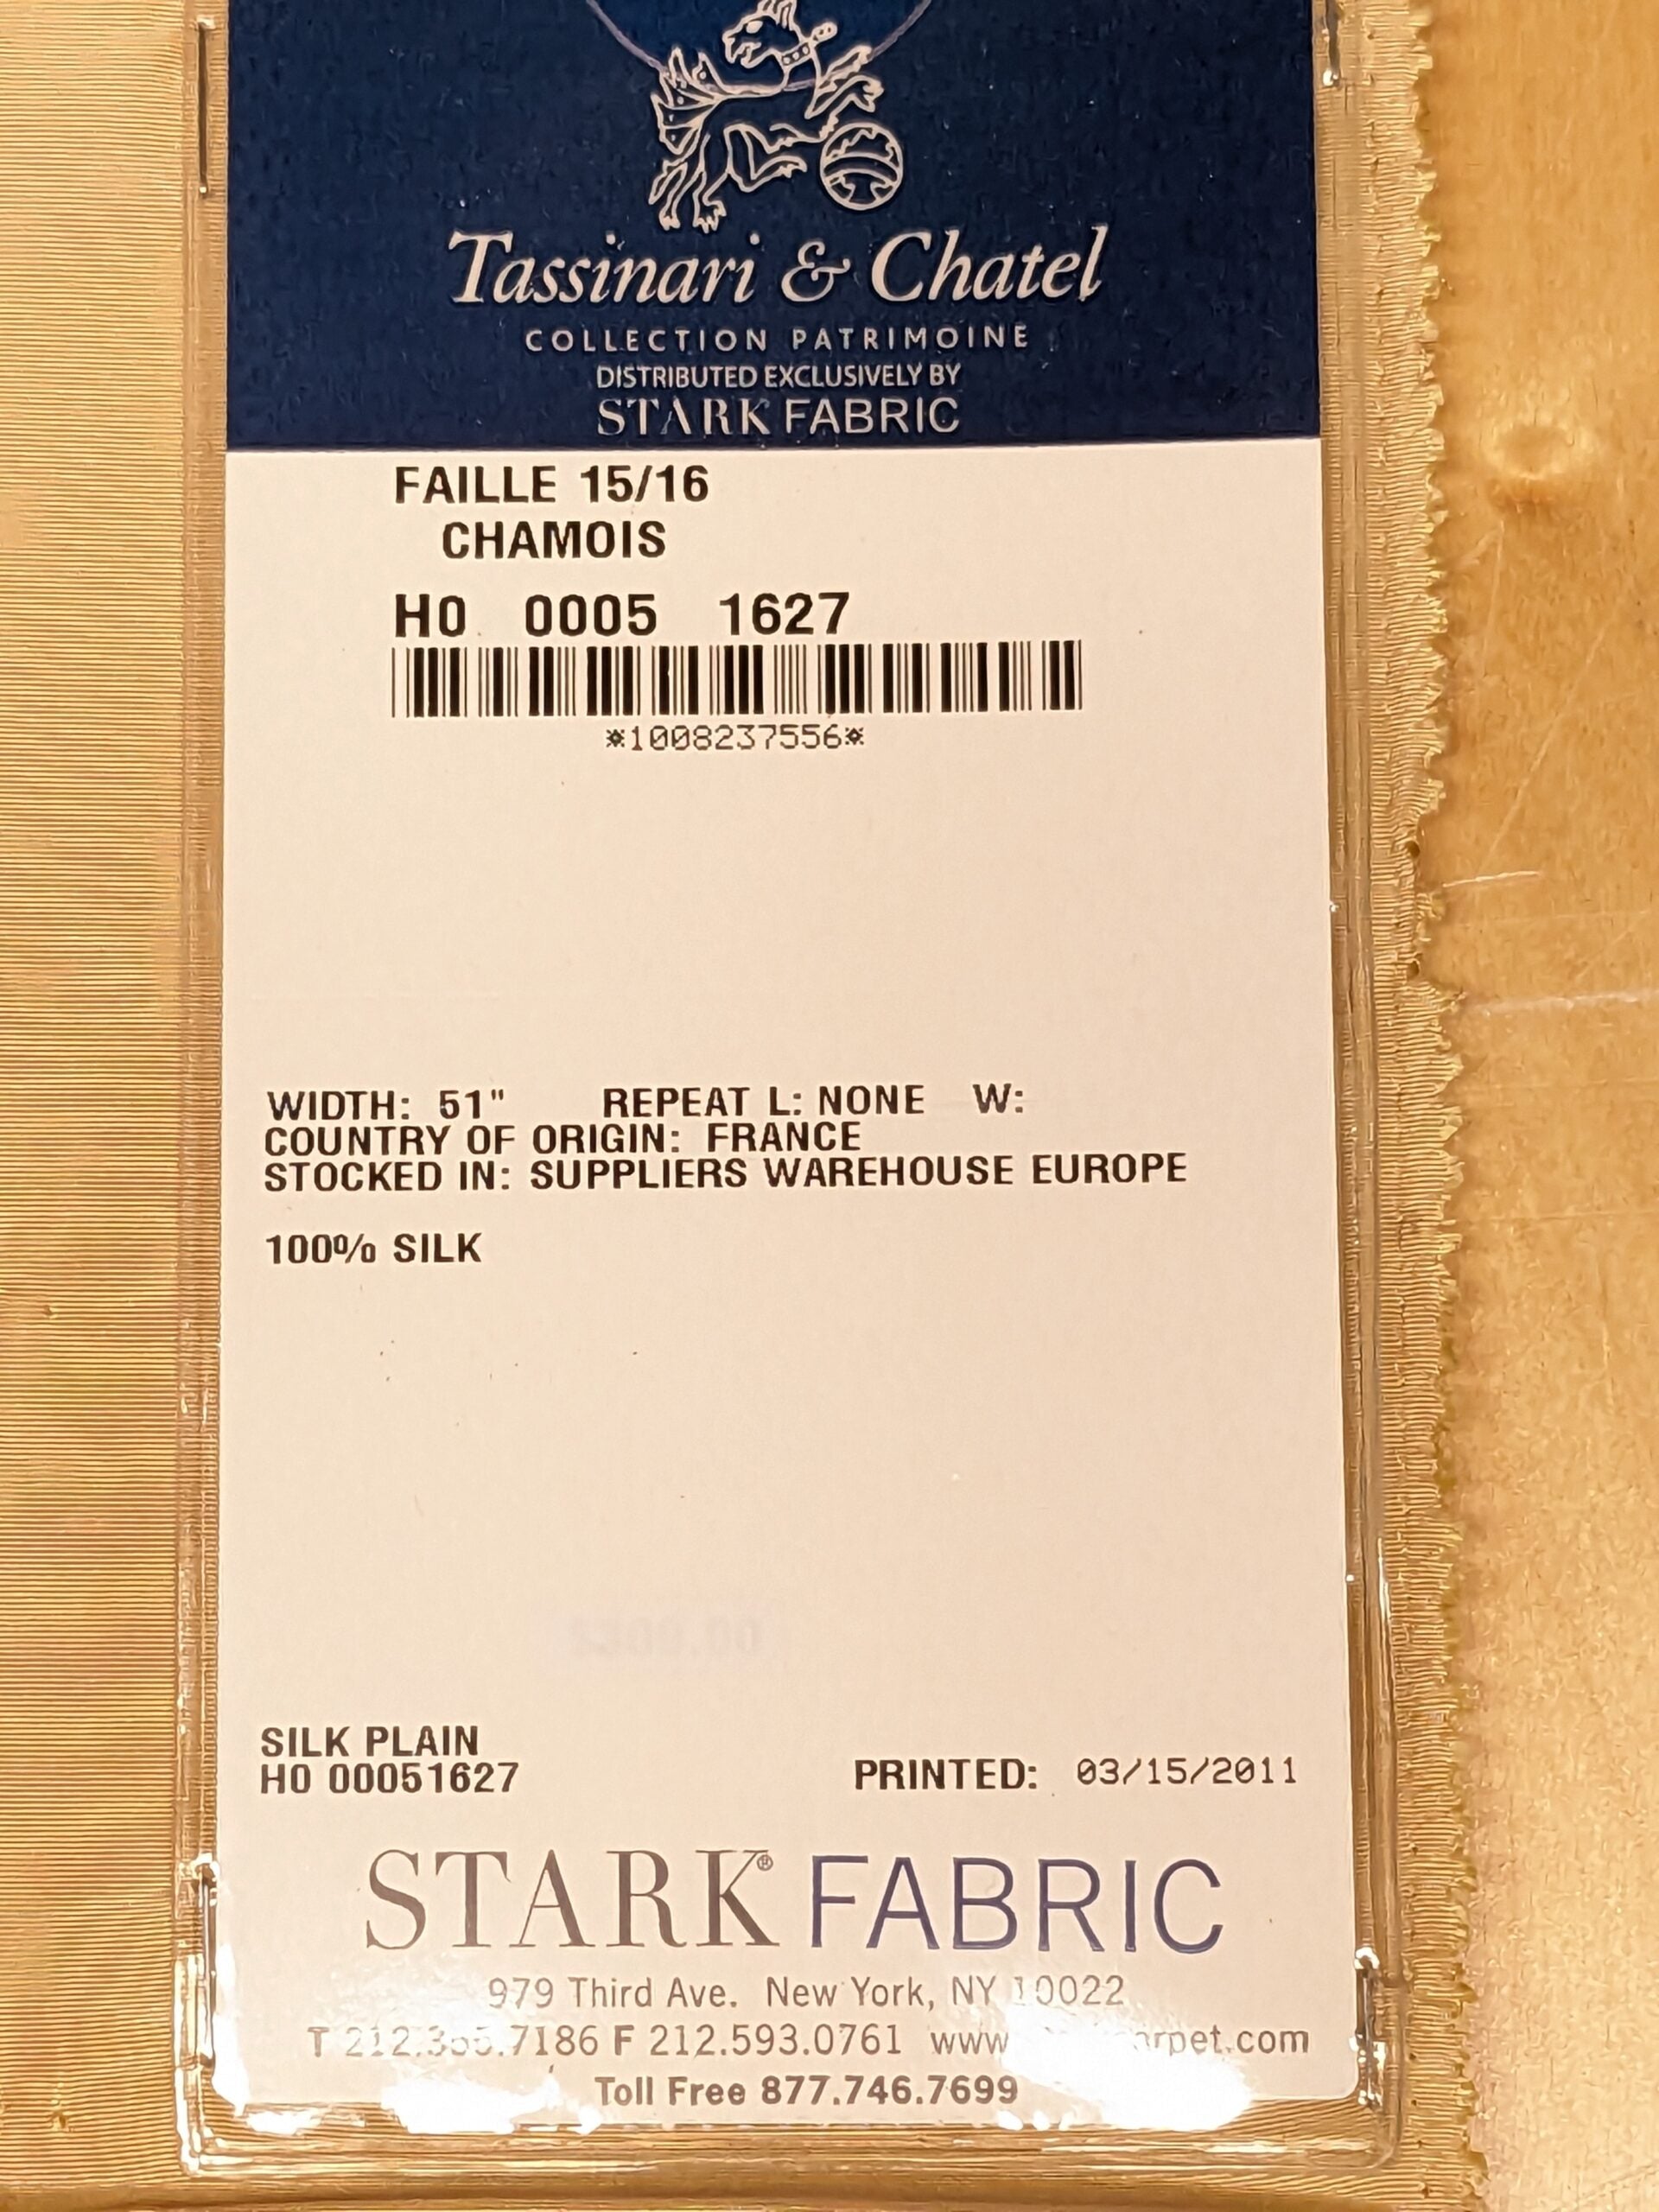 Tassinari & Chatel
COLLECTION PATRIMOINE
DISTRIBUTED EXCLUSIVELY BY
STARK FABRIC
FAILLE 15/16
CHAMOIS
H0 0005 1627
*1008237556*
WIDTH: 51" REPEAT L: NONE W:
COUNTRY OF ORIGIN: FRANCE
STOCKED IN: SUPPLIERS WAREHOUSE EUROPE
100% SILK
SILK PLAIN
H0 00051627 PRINTED: 03/15/2011
STARK® FABRIC
979 Third Ave. New York, NY 10022
T F 212.593.0761
Toll Free 877.746.7699